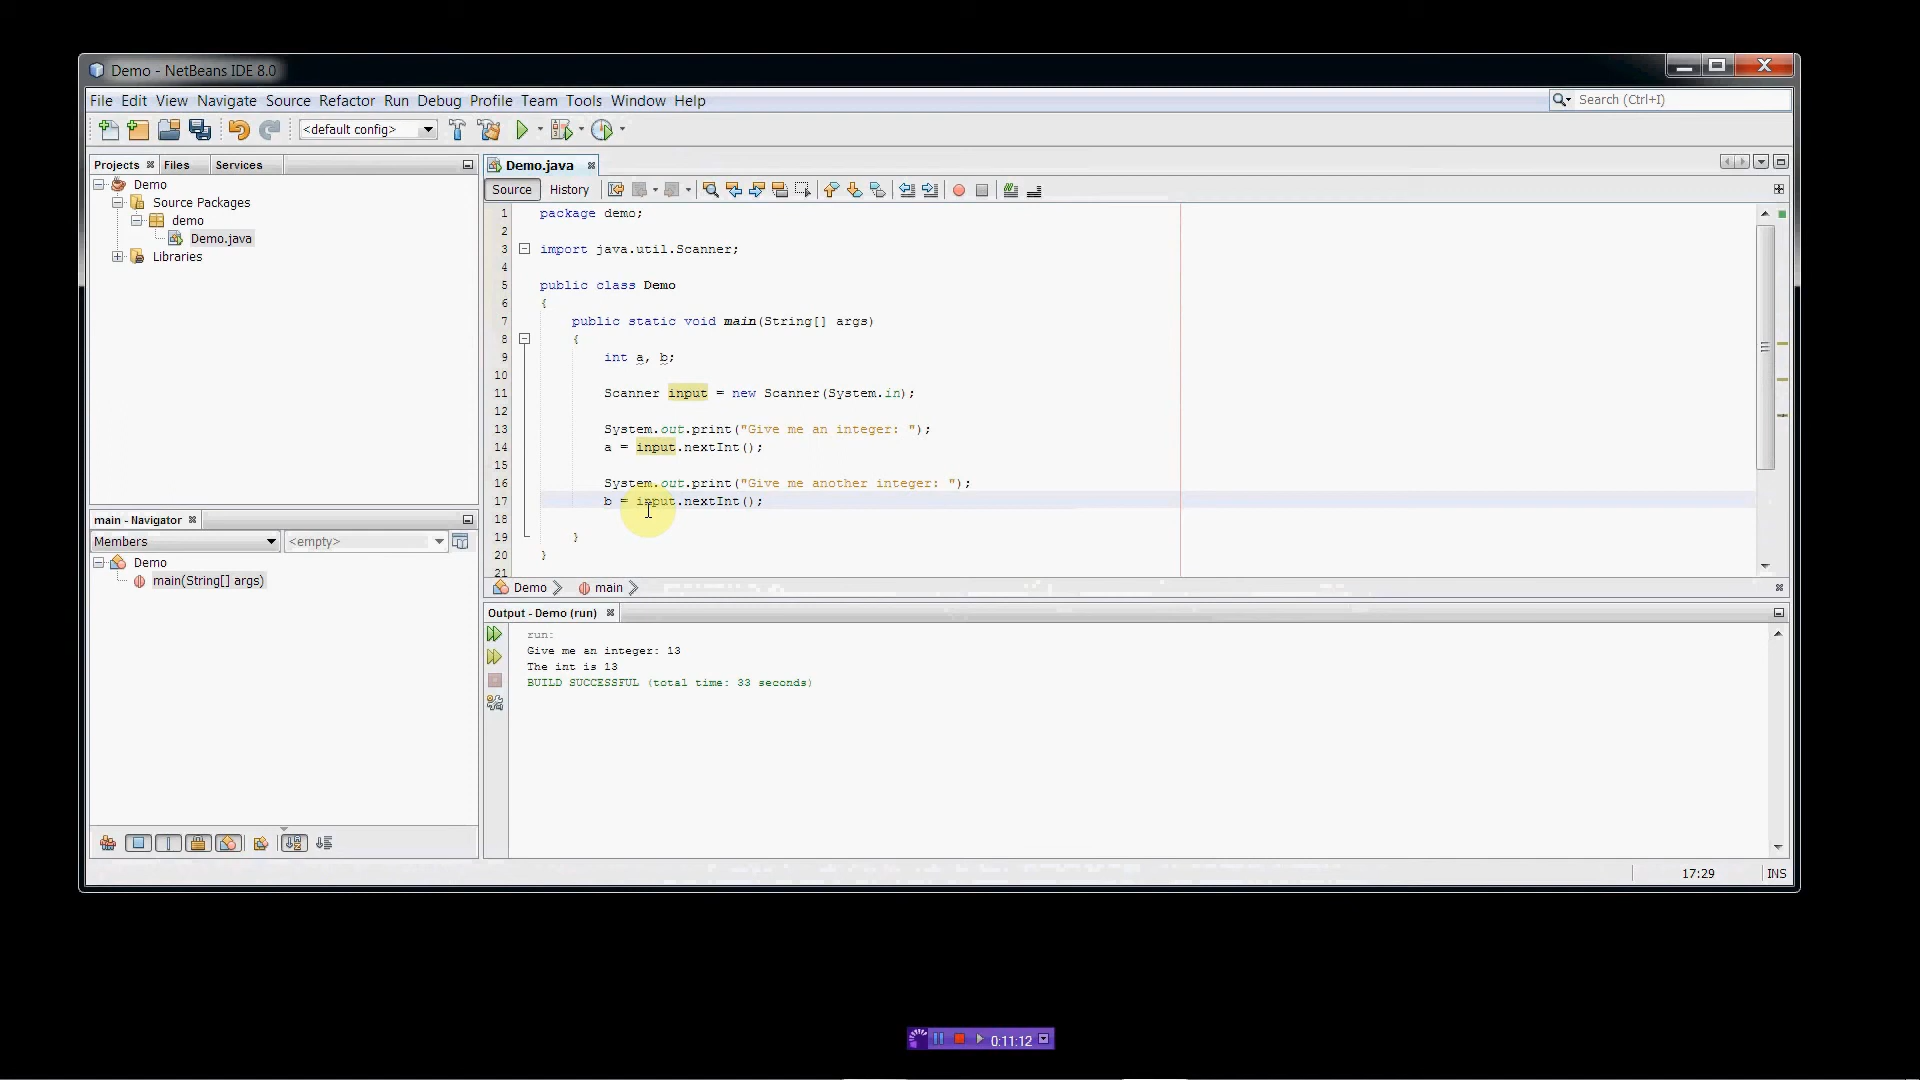 Demo - NetBeans IDE 8.0
File Edit View Navigate Source Refactor Run Debug Profile Team Tools Window Help
Search (Ctrl+I)
<default config>
Projects Files Services
Demo
Source Packages
demo
Demo.java
Libraries
main - Navigator
Members
<empty>
Demo
main(String[] args)
Demo.java
Source History
1 package demo;
2
3 import java.util.Scanner;
4
5 public class Demo
6 {
7 public static void main(String[] args)
8 {
9 int a, b;
10
11 Scanner input = new Scanner(System.in);
12
13 System.out.print("Give me an integer: ");
14 a = input.nextInt();
15
16 System.out.print("Give me another integer: ");
17 b = input.nextInt();
18
19 }
20 }
21
Demo main
Output - Demo (run)
run:
Give me an integer: 13
The int is 13
BUILD SUCCESSFUL (total time: 33 seconds)
17:29 INS
0:11:12